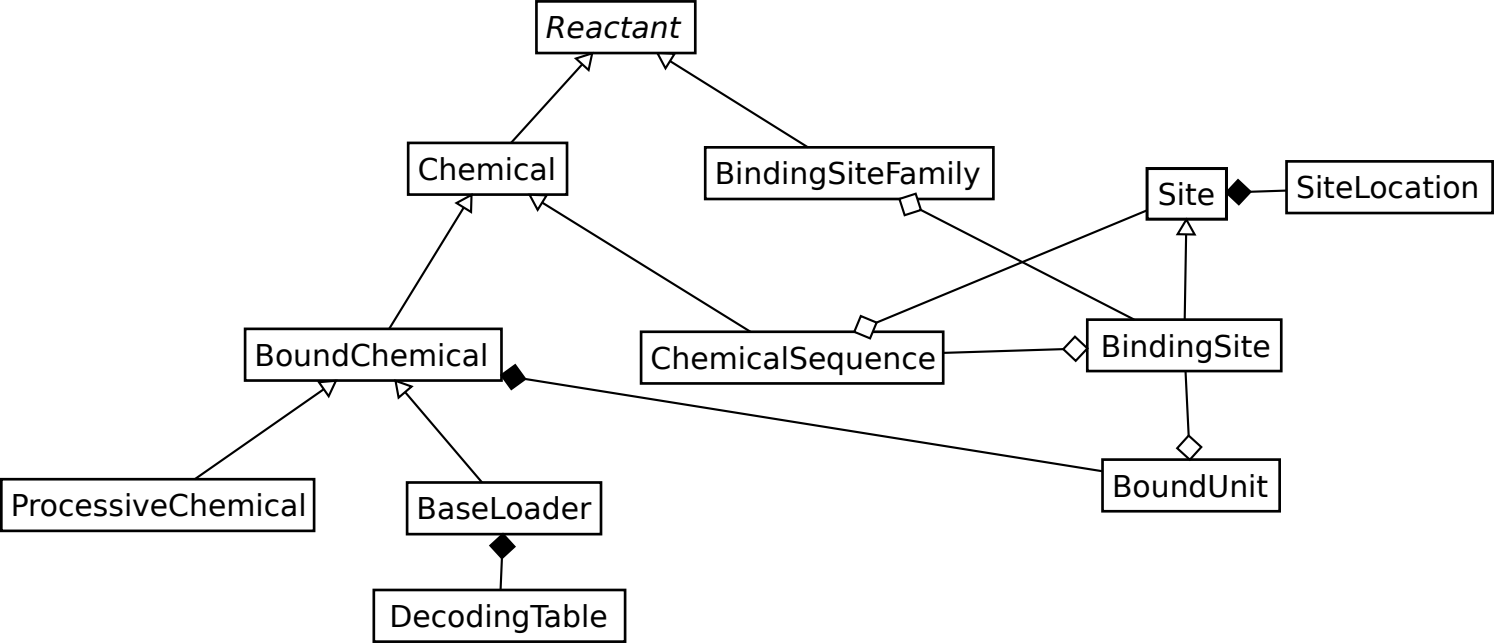 Reactant
Chemical
BindingSiteFamily
Site
SiteLocation
BoundChemical
ChemicalSequence
BindingSite
ProcessiveChemical
BaseLoader
BoundUnit
DecodingTable